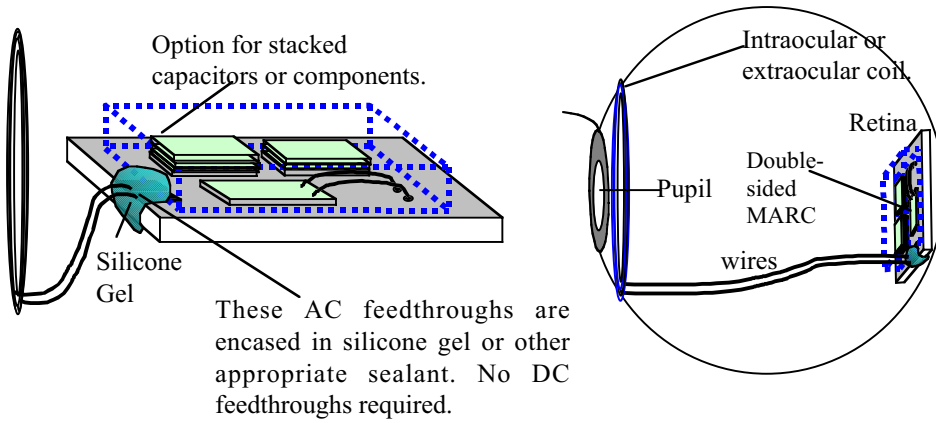 Option for stacked
capacitors or components.
Silicone
Gel
These AC feedthroughs are
encased in silicone gel or other
appropriate sealant. No DC
feedthroughs required.
Intraocular or
extraocular coil.
Retina
Double-
sided
MARC
Pupil
wires